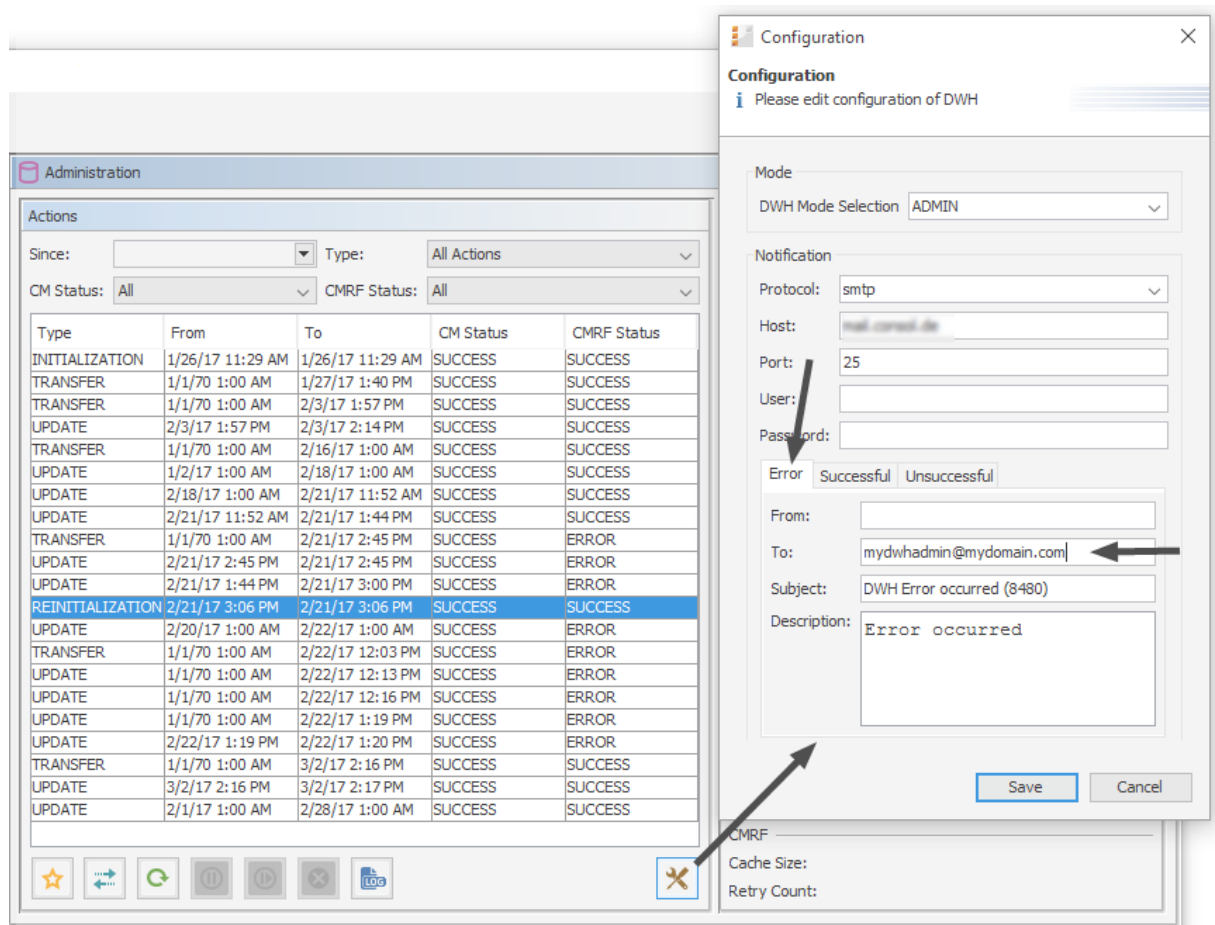 Configuration
Configuration
i Please edit configuration of DWH
Mode
DWH Mode Selection ADMIN
Notification
Protocol: smtp
Host:
Port: 25
User:
Password:
Error Successful Unsuccessful
From:
To: mydwhadmin@mydomain.com
Subject: DWH Error occurred (8480)
Description: Error occurred
Save Cancel
Administration
Actions
Since: Type: All Actions
CM Status: All CMRF Status: All
Type From To CM Status CMRF Status
INITIALIZATION 1/26/17 11:29 AM 1/26/17 11:29 AM SUCCESS SUCCESS
TRANSFER 1/1/70 1:00 AM 1/27/17 1:40 PM SUCCESS SUCCESS
TRANSFER 1/1/70 1:00 AM 2/3/17 1:57 PM SUCCESS SUCCESS
UPDATE 2/3/17 1:57 PM 2/3/17 2:14 PM SUCCESS SUCCESS
TRANSFER 1/1/70 1:00 AM 2/16/17 1:00 AM SUCCESS SUCCESS
UPDATE 1/2/17 1:00 AM 2/18/17 1:00 AM SUCCESS SUCCESS
UPDATE 2/18/17 1:00 AM 2/21/17 11:52 AM SUCCESS SUCCESS
UPDATE 2/21/17 11:52 AM 2/21/17 1:44 PM SUCCESS SUCCESS
TRANSFER 1/1/70 1:00 AM 2/21/17 2:45 PM SUCCESS ERROR
UPDATE 2/21/17 2:45 PM 2/21/17 2:45 PM SUCCESS ERROR
UPDATE 2/21/17 1:44 PM 2/21/17 3:00 PM SUCCESS ERROR
REINITIALIZATION 2/21/17 3:06 PM 2/21/17 3:06 PM SUCCESS SUCCESS
UPDATE 2/20/17 1:00 AM 2/22/17 1:00 AM SUCCESS ERROR
TRANSFER 1/1/70 1:00 AM 2/22/17 12:03 PM SUCCESS ERROR
UPDATE 1/1/70 1:00 AM 2/22/17 12:13 PM SUCCESS ERROR
UPDATE 1/1/70 1:00 AM 2/22/17 12:16 PM SUCCESS ERROR
UPDATE 1/1/70 1:00 AM 2/22/17 1:19 PM SUCCESS ERROR
UPDATE 2/22/17 1:19 PM 2/22/17 1:20 PM SUCCESS ERROR
TRANSFER 1/1/70 1:00 AM 3/2/17 2:16 PM SUCCESS SUCCESS
UPDATE 3/2/17 2:16 PM 3/2/17 2:17 PM SUCCESS SUCCESS
UPDATE 2/1/17 1:00 AM 2/28/17 1:00 AM SUCCESS SUCCESS
LOG
CMRF
Cache Size:
Retry Count: